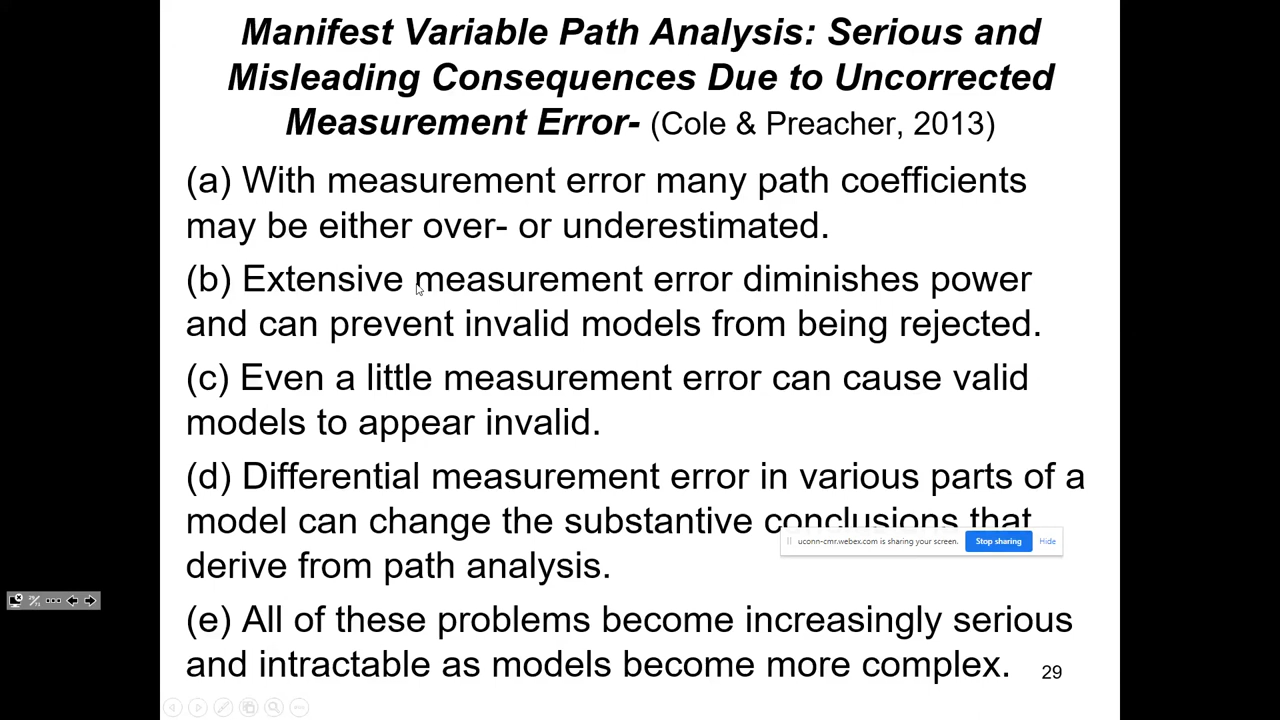 Manifest Variable Path Analysis: Serious and
Misleading Consequences Due to Uncorrected
Measurement Error- (Cole & Preacher, 2013)
(a) With measurement error many path coefficients
may be either over- or underestimated.
(b) Extensive measurement error diminishes power
and can prevent invalid models from being rejected.
(c) Even a little measurement error can cause valid
models to appear invalid.
(d) Differential measurement error in various parts of a
model can change the substantive conclusions that
uconn-cmr.webex.com is sharing your screen. Stop sharing Hide
derive from path analysis.
(e) All of these problems become increasingly serious
and intractable as models become more complex.
29